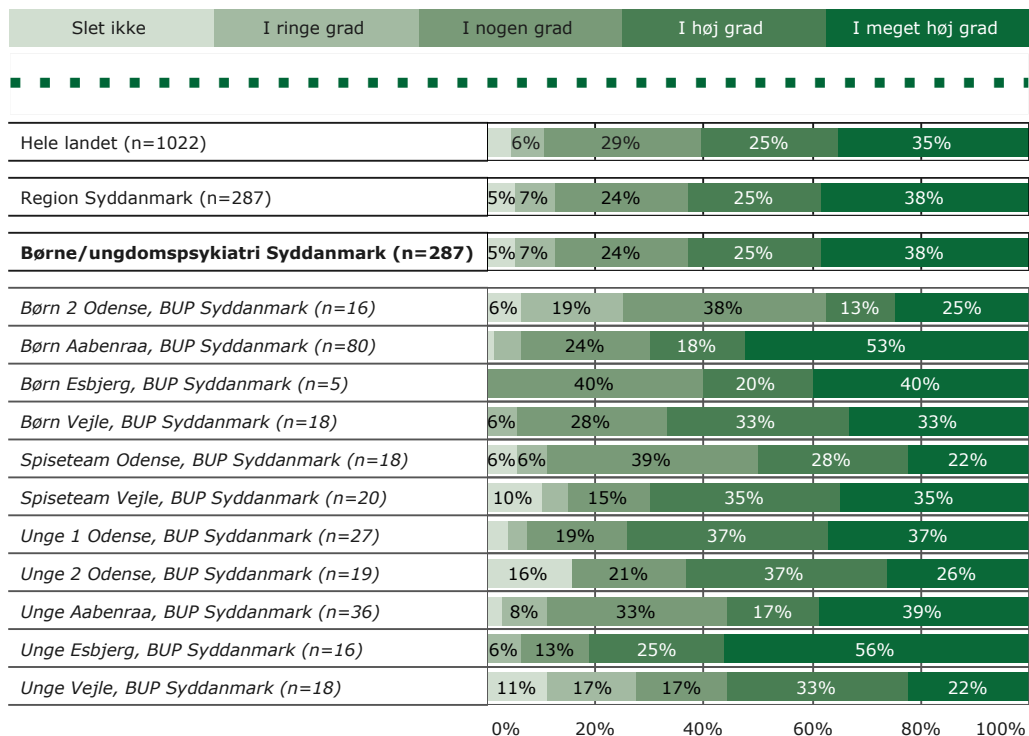 Slet ikke I ringe grad I nogen grad I høj grad I meget høj grad
Hele landet (n=1022) 6% 29% 25% 35%
Region Syddanmark (n=287) 5% 7% 24% 25% 38%
Børne/ungdomspsykiatri Syddanmark (n=287) 5% 7% 24% 25% 38%
Børn 2 Odense, BUP Syddanmark (n=16) 6% 19% 38% 13% 25%
Børn Aabenraa, BUP Syddanmark (n=80) 24% 18% 53%
Børn Esbjerg, BUP Syddanmark (n=5) 40% 20% 40%
Børn Vejle, BUP Syddanmark (n=18) 6% 28% 33% 33%
Spiseteam Odense, BUP Syddanmark (n=18) 6% 6% 39% 28% 22%
Spiseteam Vejle, BUP Syddanmark (n=20) 10% 15% 35% 35%
Unge 1 Odense, BUP Syddanmark (n=27) 19% 37% 37%
Unge 2 Odense, BUP Syddanmark (n=19) 16% 21% 37% 26%
Unge Aabenraa, BUP Syddanmark (n=36) 8% 33% 17% 39%
Unge Esbjerg, BUP Syddanmark (n=16) 6% 13% 25% 56%
Unge Vejle, BUP Syddanmark (n=18) 11% 17% 17% 33% 22%
0% 20% 40% 60% 80% 100%